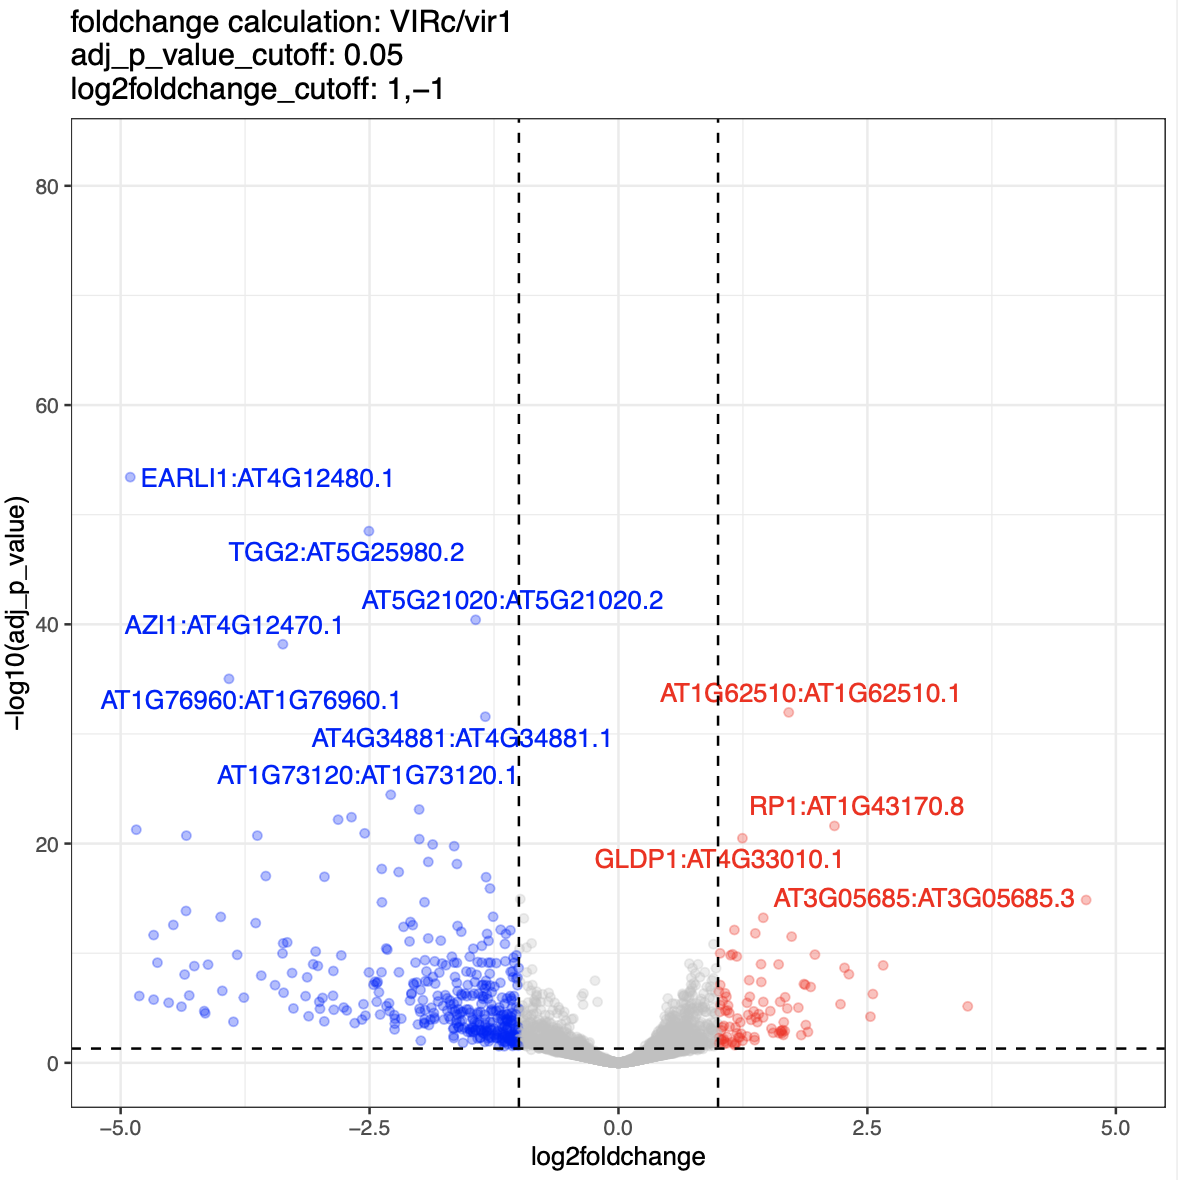 foldchange calculation: VIRc/vir1
adj_p_value_cutoff: 0.05
log2foldchange_cutoff: 1,−1
80
60
EARLI1:AT4G12480.1
TGG2:AT5G25980.2
AT5G21020:AT5G21020.2
40
AZI1:AT4G12470.1
AT1G76960:AT1G76960.1
AT1G62510:AT1G62510.1
AT4G34881:AT4G34881.1
AT1G73120:AT1G73120.1
RP1:AT1G43170.8
20
GLDP1:AT4G33010.1
AT3G05685:AT3G05685.3
0
−log10(adj_p_value)
−5.0 −2.5 0.0 2.5 5.0
log2foldchange